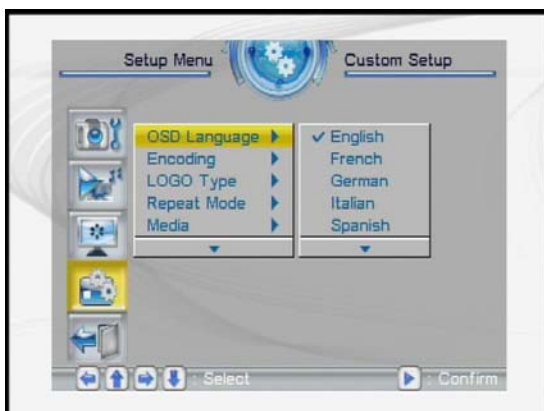 Setup Menu
Custom Setup
OSD Language
Encoding
LOGO Type
Repeat Mode
Media
English
French
German
Italian
Spanish
: Select
: Confirm